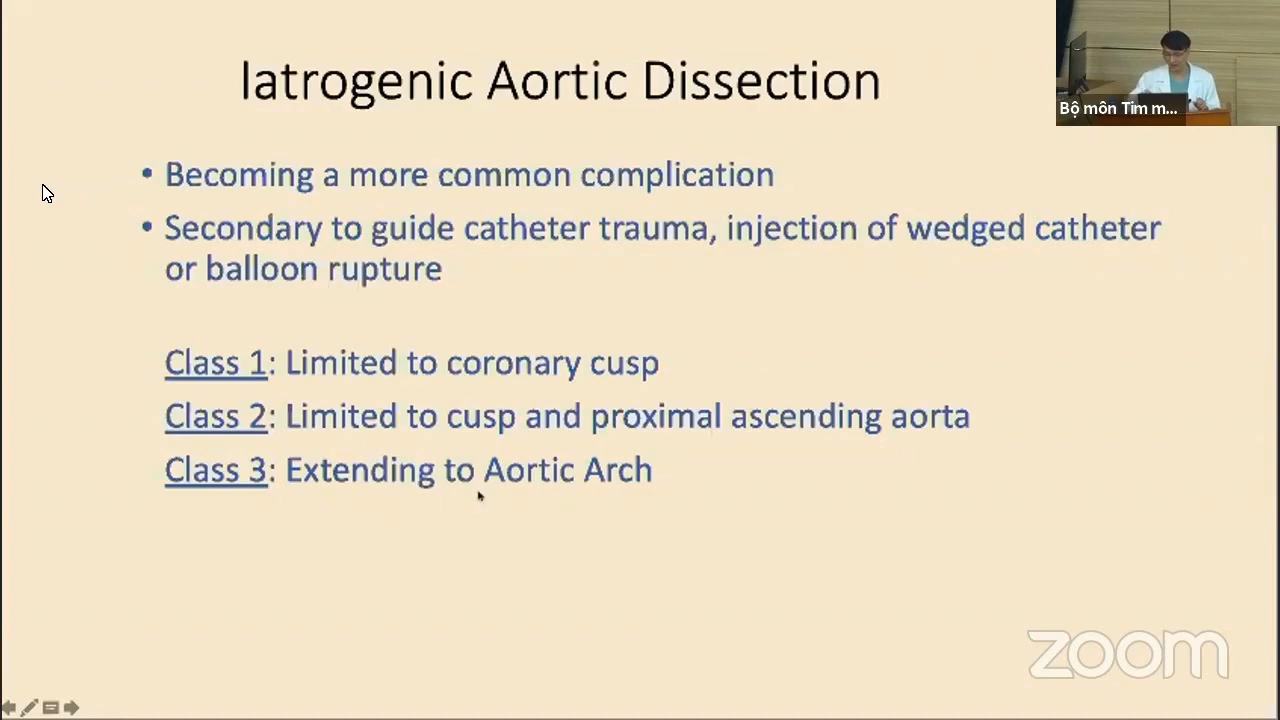 Iatrogenic Aortic Dissection
Bộ môn Tim m...
• Becoming a more common complication
• Secondary to guide catheter trauma, injection of wedged catheter
or balloon rupture
Class 1: Limited to coronary cusp
Class 2: Limited to cusp and proximal ascending aorta
Class 3: Extending to Aortic Arch
zoom